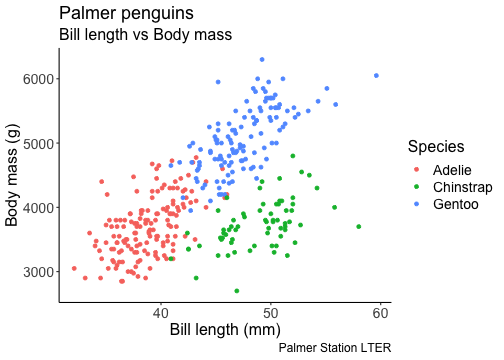 Palmer penguins
Bill length vs Body mass
Body mass (g)
6000
5000
4000
3000
40
50
60
Bill length (mm)
Species
Adelie
Chinstrap
Gentoo
Palmer Station LTER